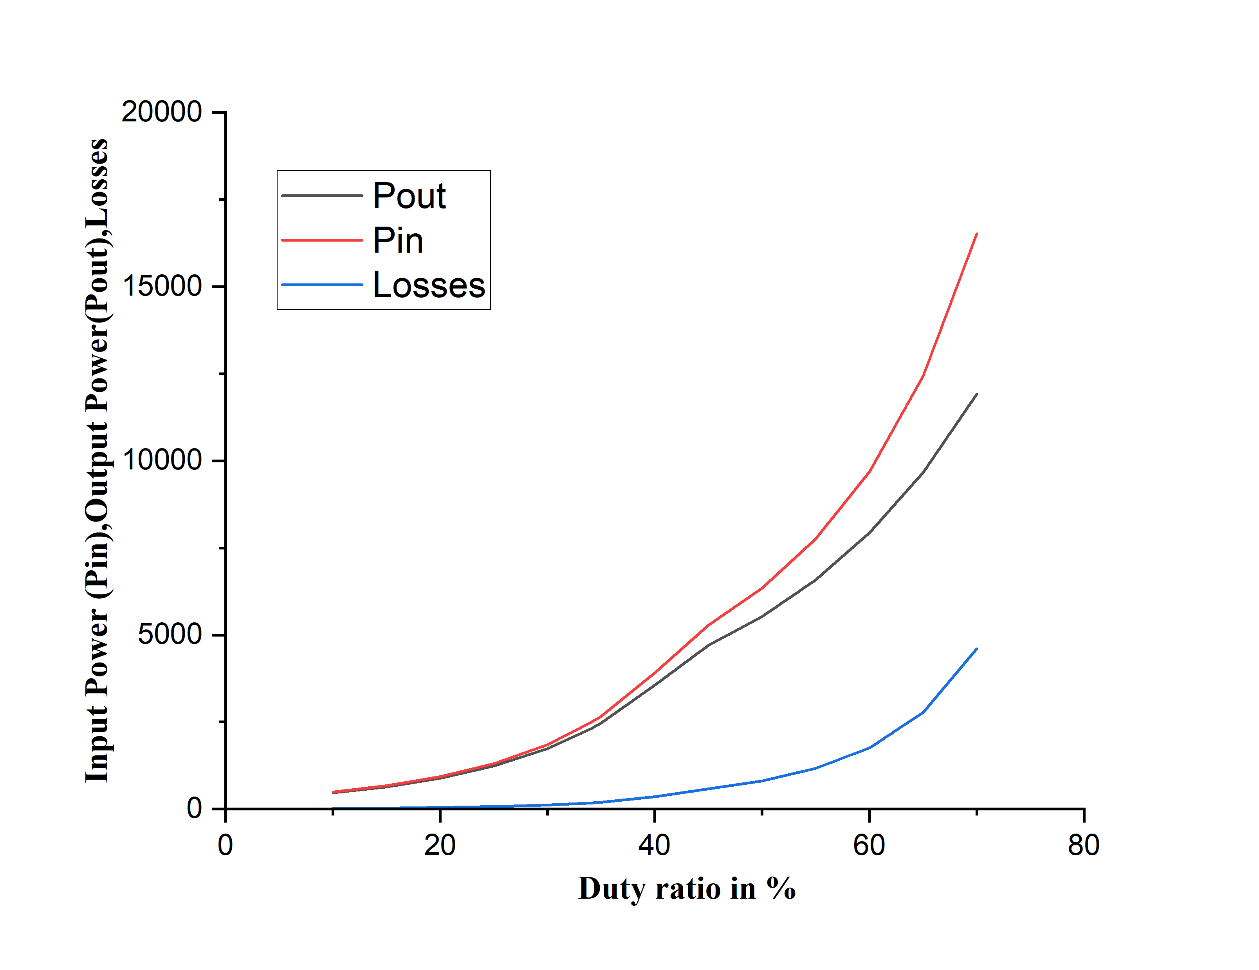 Input Power (Pin),Output Power(Pout),Losses
20000
15000
10000
5000
0
Pout
Pin
Losses
0 20 40 60 80
Duty ratio in %